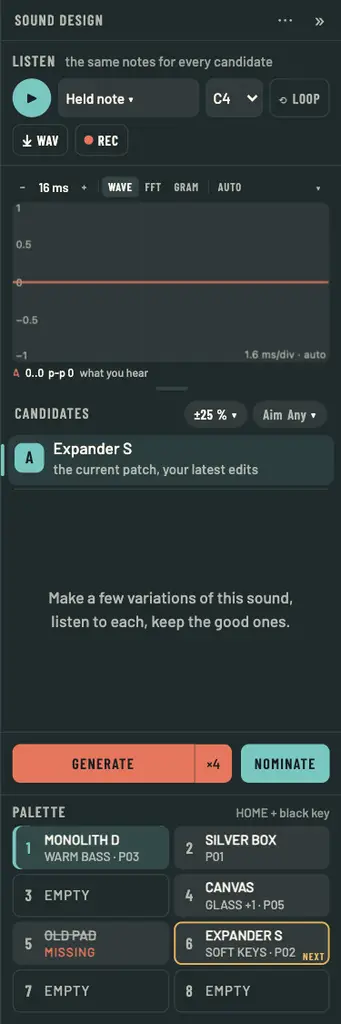 SOUND DESIGN ··· »
LISTEN the same notes for every candidate
Held note C4 LOOP
WAV REC
− 16 ms + WAVE FFT GRAM AUTO
1
0.5
0
−0.5
−1
1.6 ms/div · auto
A 0..0 p-p 0 what you hear
CANDIDATES ±25 % Aim Any
A Expander S
the current patch, your latest edits
Make a few variations of this sound,
listen to each, keep the good ones.
GENERATE ×4 NOMINATE
PALETTE HOME + black key
1 MONOLITH D
WARM BASS · P03
2 SILVER BOX
P01
3 EMPTY
4 CANVAS
GLASS +1 · P05
5 OLD PAD
MISSING
6 EXPANDER S
SOFT KEYS · P02 NEXT
7 EMPTY
8 EMPTY